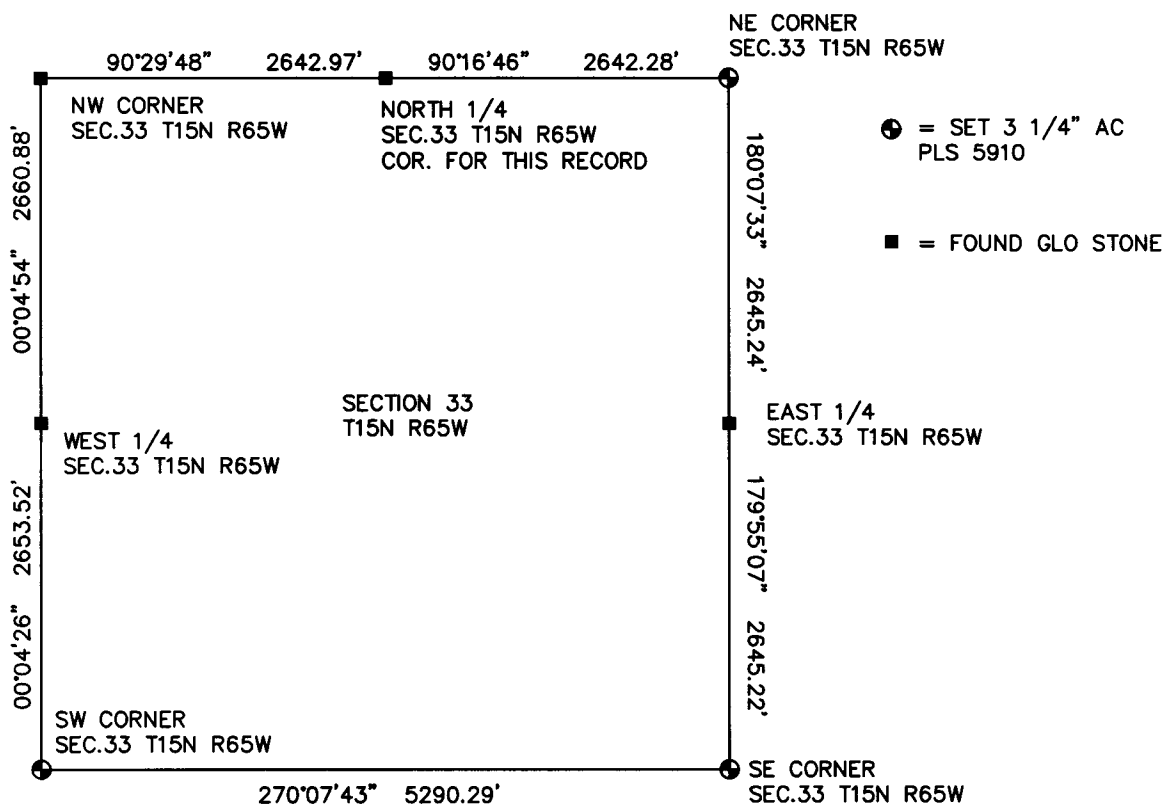 NE CORNER
SEC.33 T15N R65W
90°29'48" 2642.97' 90°16'46" 2642.28'
NW CORNER
SEC.33 T15N R65W
NORTH 1/4
SEC.33 T15N R65W
COR. FOR THIS RECORD
= SET 3 1/4" AC
PLS 5910
= FOUND GLO STONE
00°04'54" 2660.88'
180°07'33" 2645.24'
SECTION 33
T15N R65W
WEST 1/4
SEC.33 T15N R65W
EAST 1/4
SEC.33 T15N R65W
00°04'26" 2653.52'
179°55'07" 2645.22'
SW CORNER
SEC.33 T15N R65W
SE CORNER
SEC.33 T15N R65W
270°07'43" 5290.29'